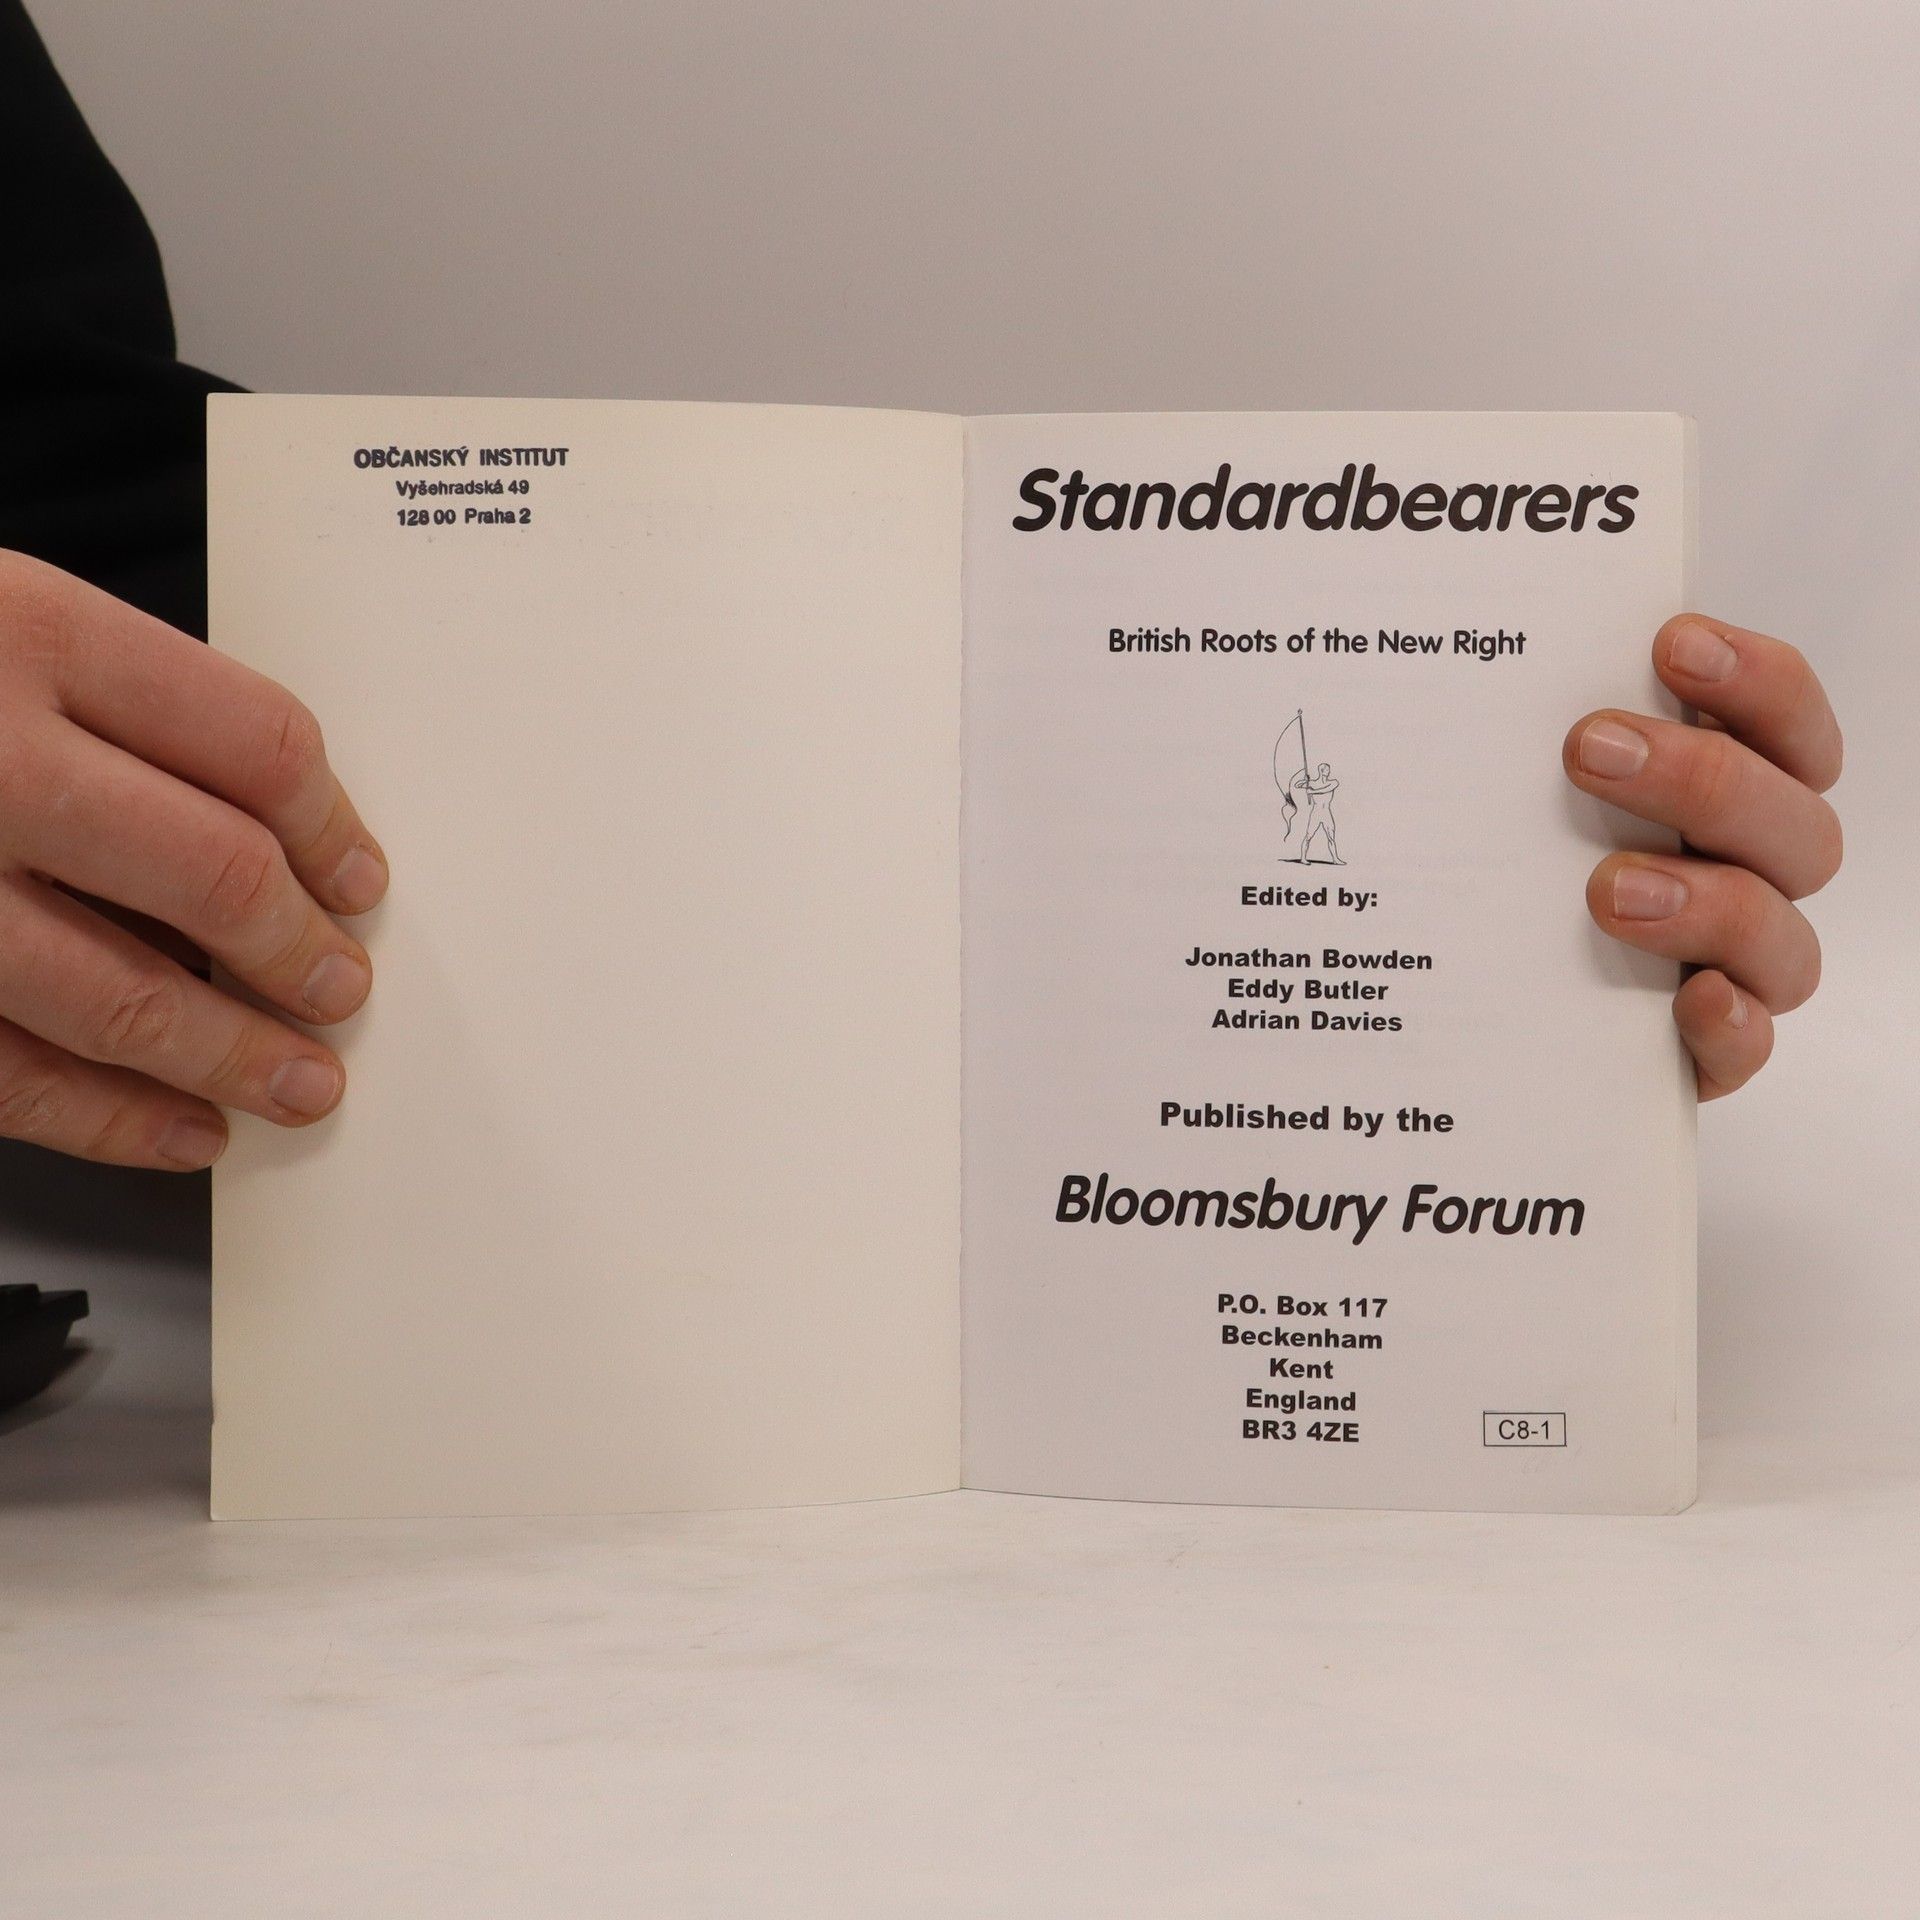 OBČANSKÝ INSTITUT
Vyšehradská 49
128 00 Praha 2
Standardbearers
British Roots of the New Right
Edited by:
Jonathan Bowden
Eddy Butler
Adrian Davies
Published by the
Bloomsbury Forum
P.O. Box 117
Beckenham
Kent
England
BR3 4ZE
C8-1